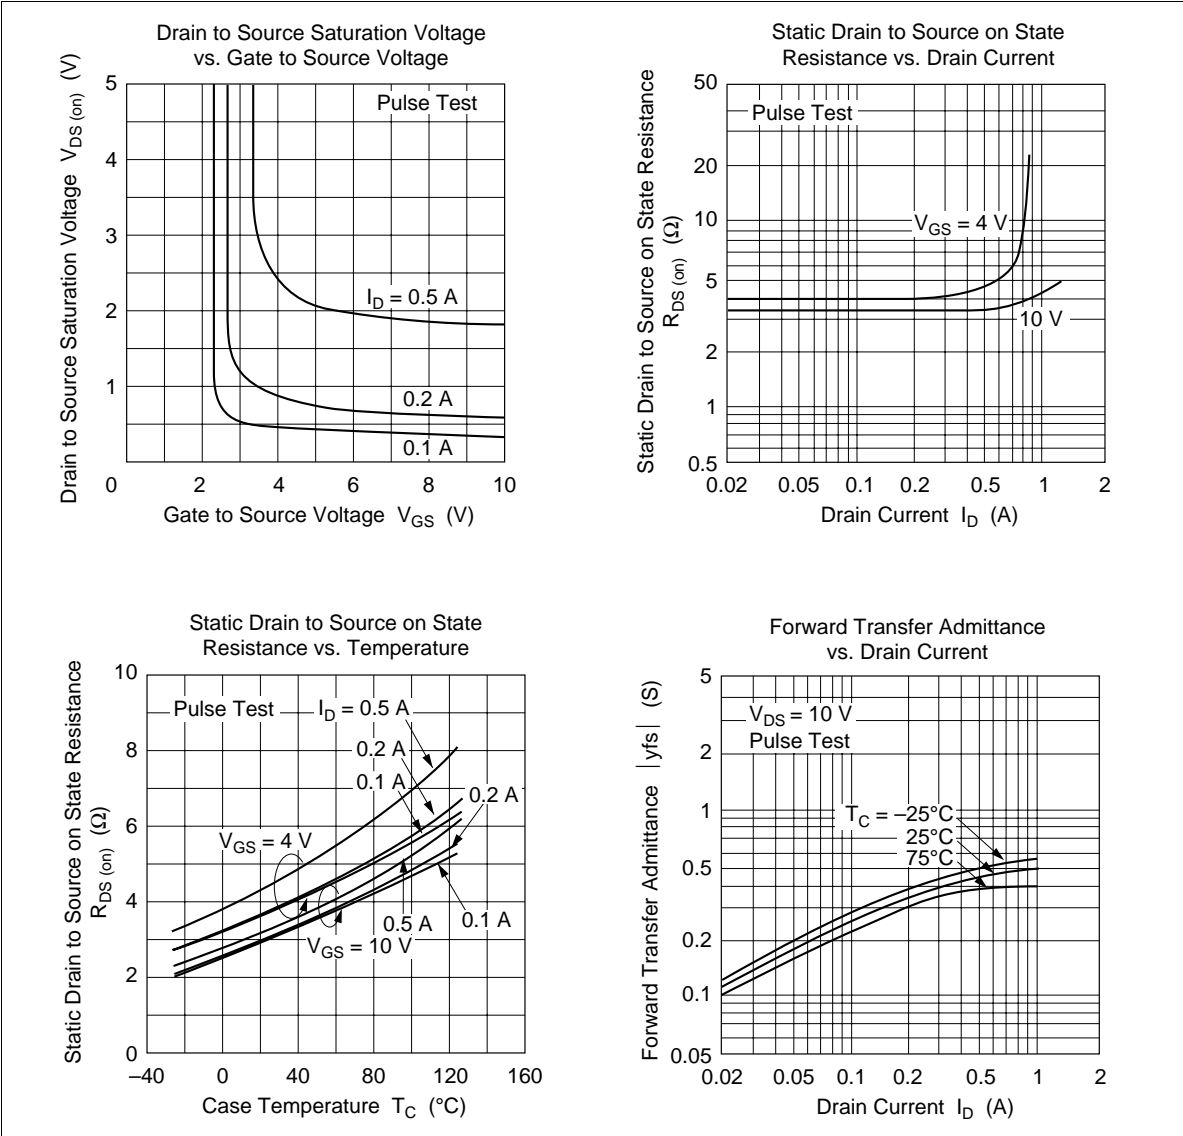 Drain to Source Saturation Voltage
vs. Gate to Source Voltage
Drain to Source Saturation Voltage V_DS (on) (V)
5
4
3
2
1
Pulse Test
I_D = 0.5 A
0.2 A
0.1 A
0 2 4 6 8 10
Gate to Source Voltage V_GS (V)
Static Drain to Source on State
Resistance vs. Drain Current
Static Drain to Source on State Resistance
R_DS (on) (Ω)
50
20
10
5
2
1
0.5
Pulse Test
V_GS = 4 V
10 V
0.02 0.05 0.1 0.2 0.5 1 2
Drain Current I_D (A)
Static Drain to Source on State
Resistance vs. Temperature
Static Drain to Source on State Resistance
R_DS (on) (Ω)
10
8
6
4
2
0
Pulse Test
I_D = 0.5 A
0.2 A
0.1 A
0.2 A
V_GS = 4 V
0.5 A
0.1 A
V_GS = 10 V
–40 0 40 80 120 160
Case Temperature T_C (°C)
Forward Transfer Admittance
vs. Drain Current
Forward Transfer Admittance |yfs| (S)
5
2
1
0.5
0.2
0.1
0.05
V_DS = 10 V
Pulse Test
T_C = –25°C
25°C
75°C
0.02 0.05 0.1 0.2 0.5 1 2
Drain Current I_D (A)